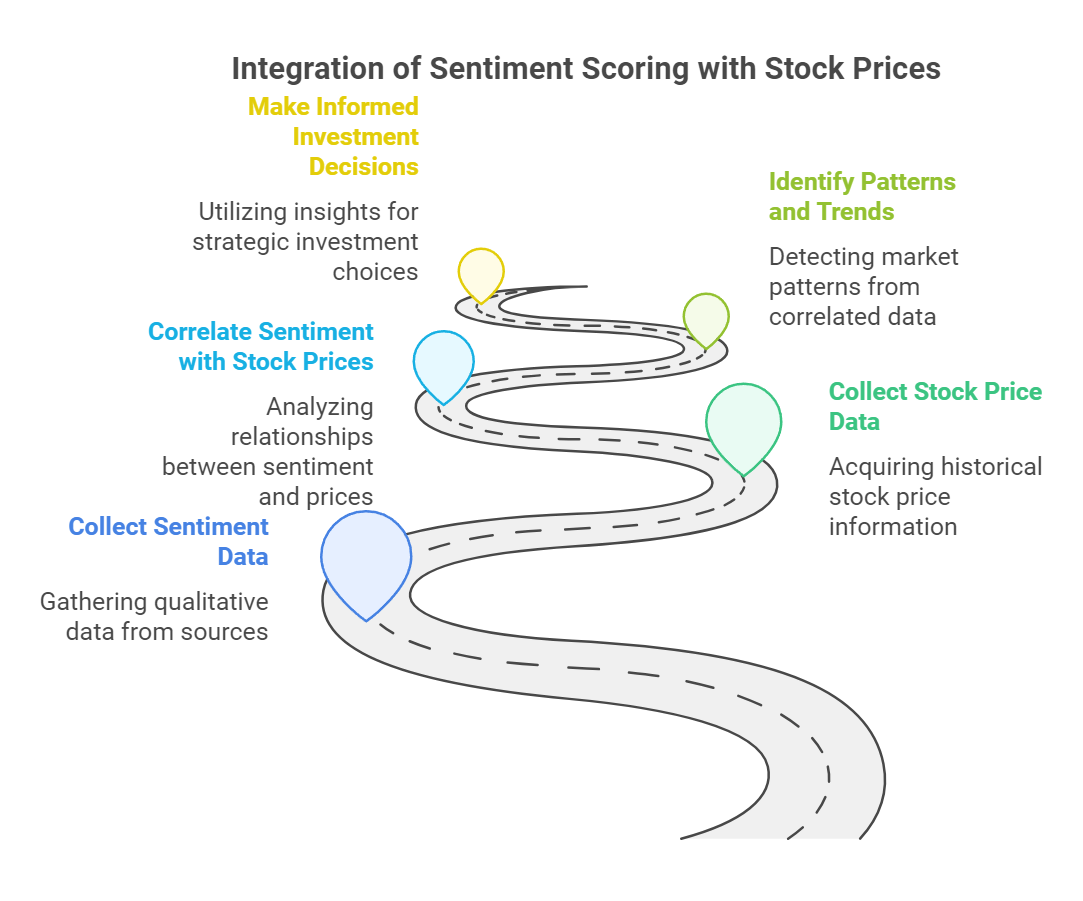 Integration of Sentiment Scoring with Stock Prices
Make Informed
Investment
Decisions
Utilizing insights for
strategic investment
choices
Identify Patterns
and Trends
Detecting market
patterns from
correlated data
Correlate Sentiment
with Stock Prices
Analyzing
relationships
between sentiment
and prices
Collect Stock Price
Data
Acquiring historical
stock price
information
Collect Sentiment
Data
Gathering qualitative
data from sources